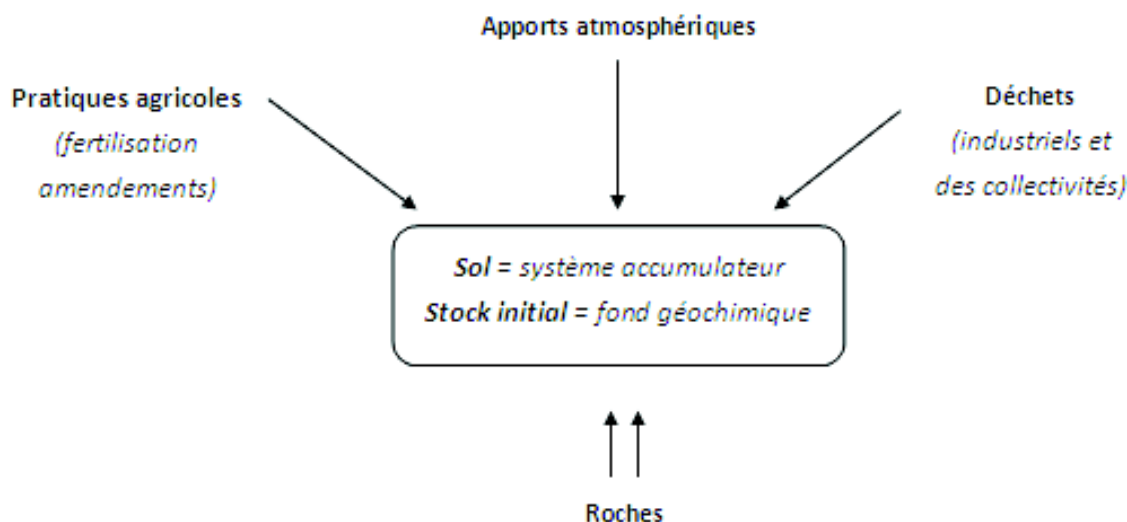 Apports atmosphériques
Pratiques agricoles
(fertilisation
amendements)
Déchets
(industriels et
des collectivités)
Sol = système accumulateur
Stock initial = fond géochimique
Roches